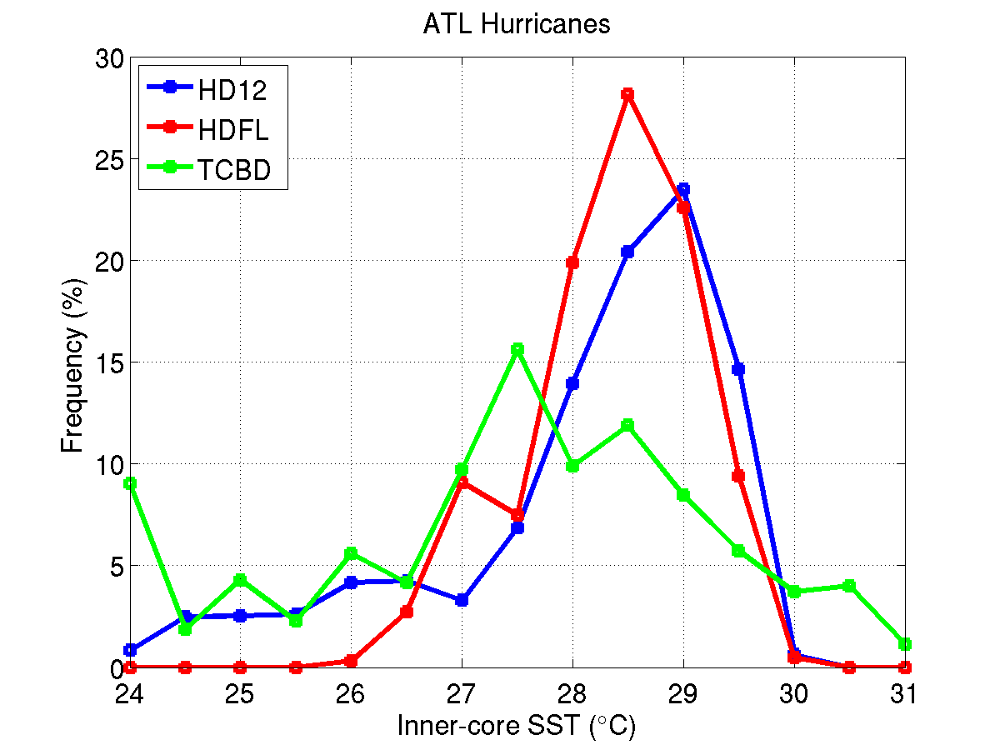 ATL Hurricanes
HD12
HDFL
TCBD
30
25
20
15
10
5
0
Frequency (%)
24 25 26 27 28 29 30 31
Inner-core SST (°C)